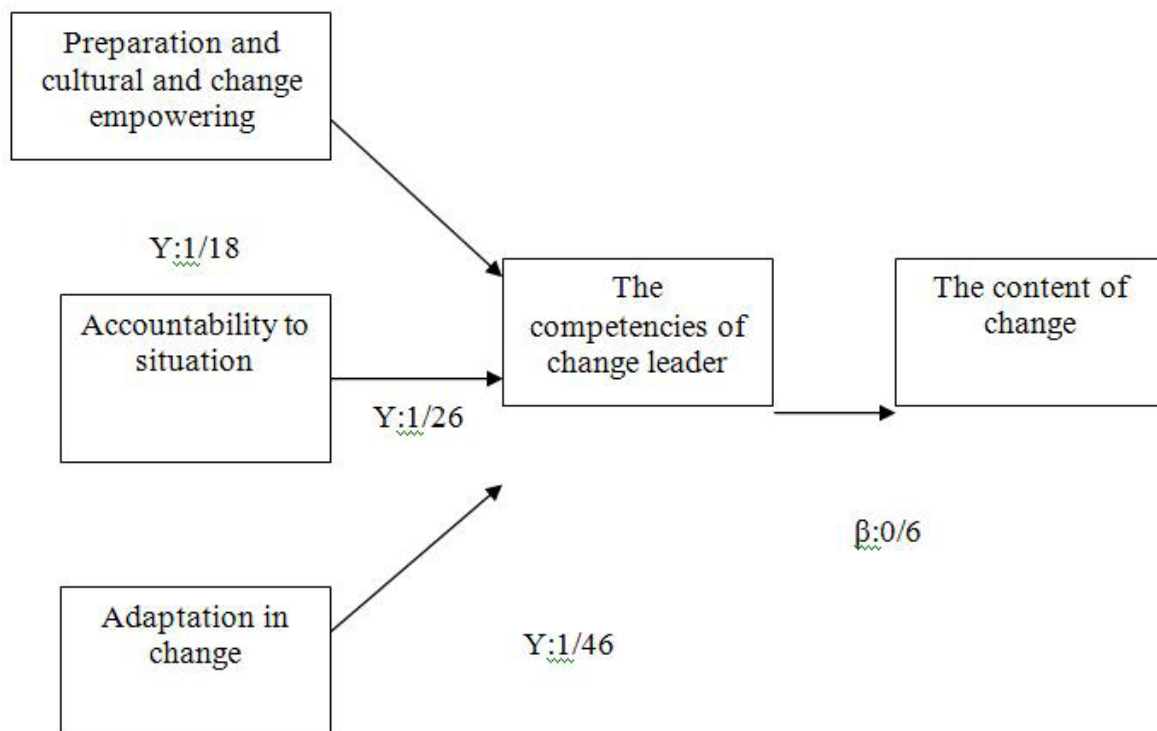 Preparation and
cultural and change
empowering
Y:1/18
Accountability to
situation
Y:1/26
Adaptation in
change
Y:1/46
The
competencies of
change leader
β:0/6
The content of
change